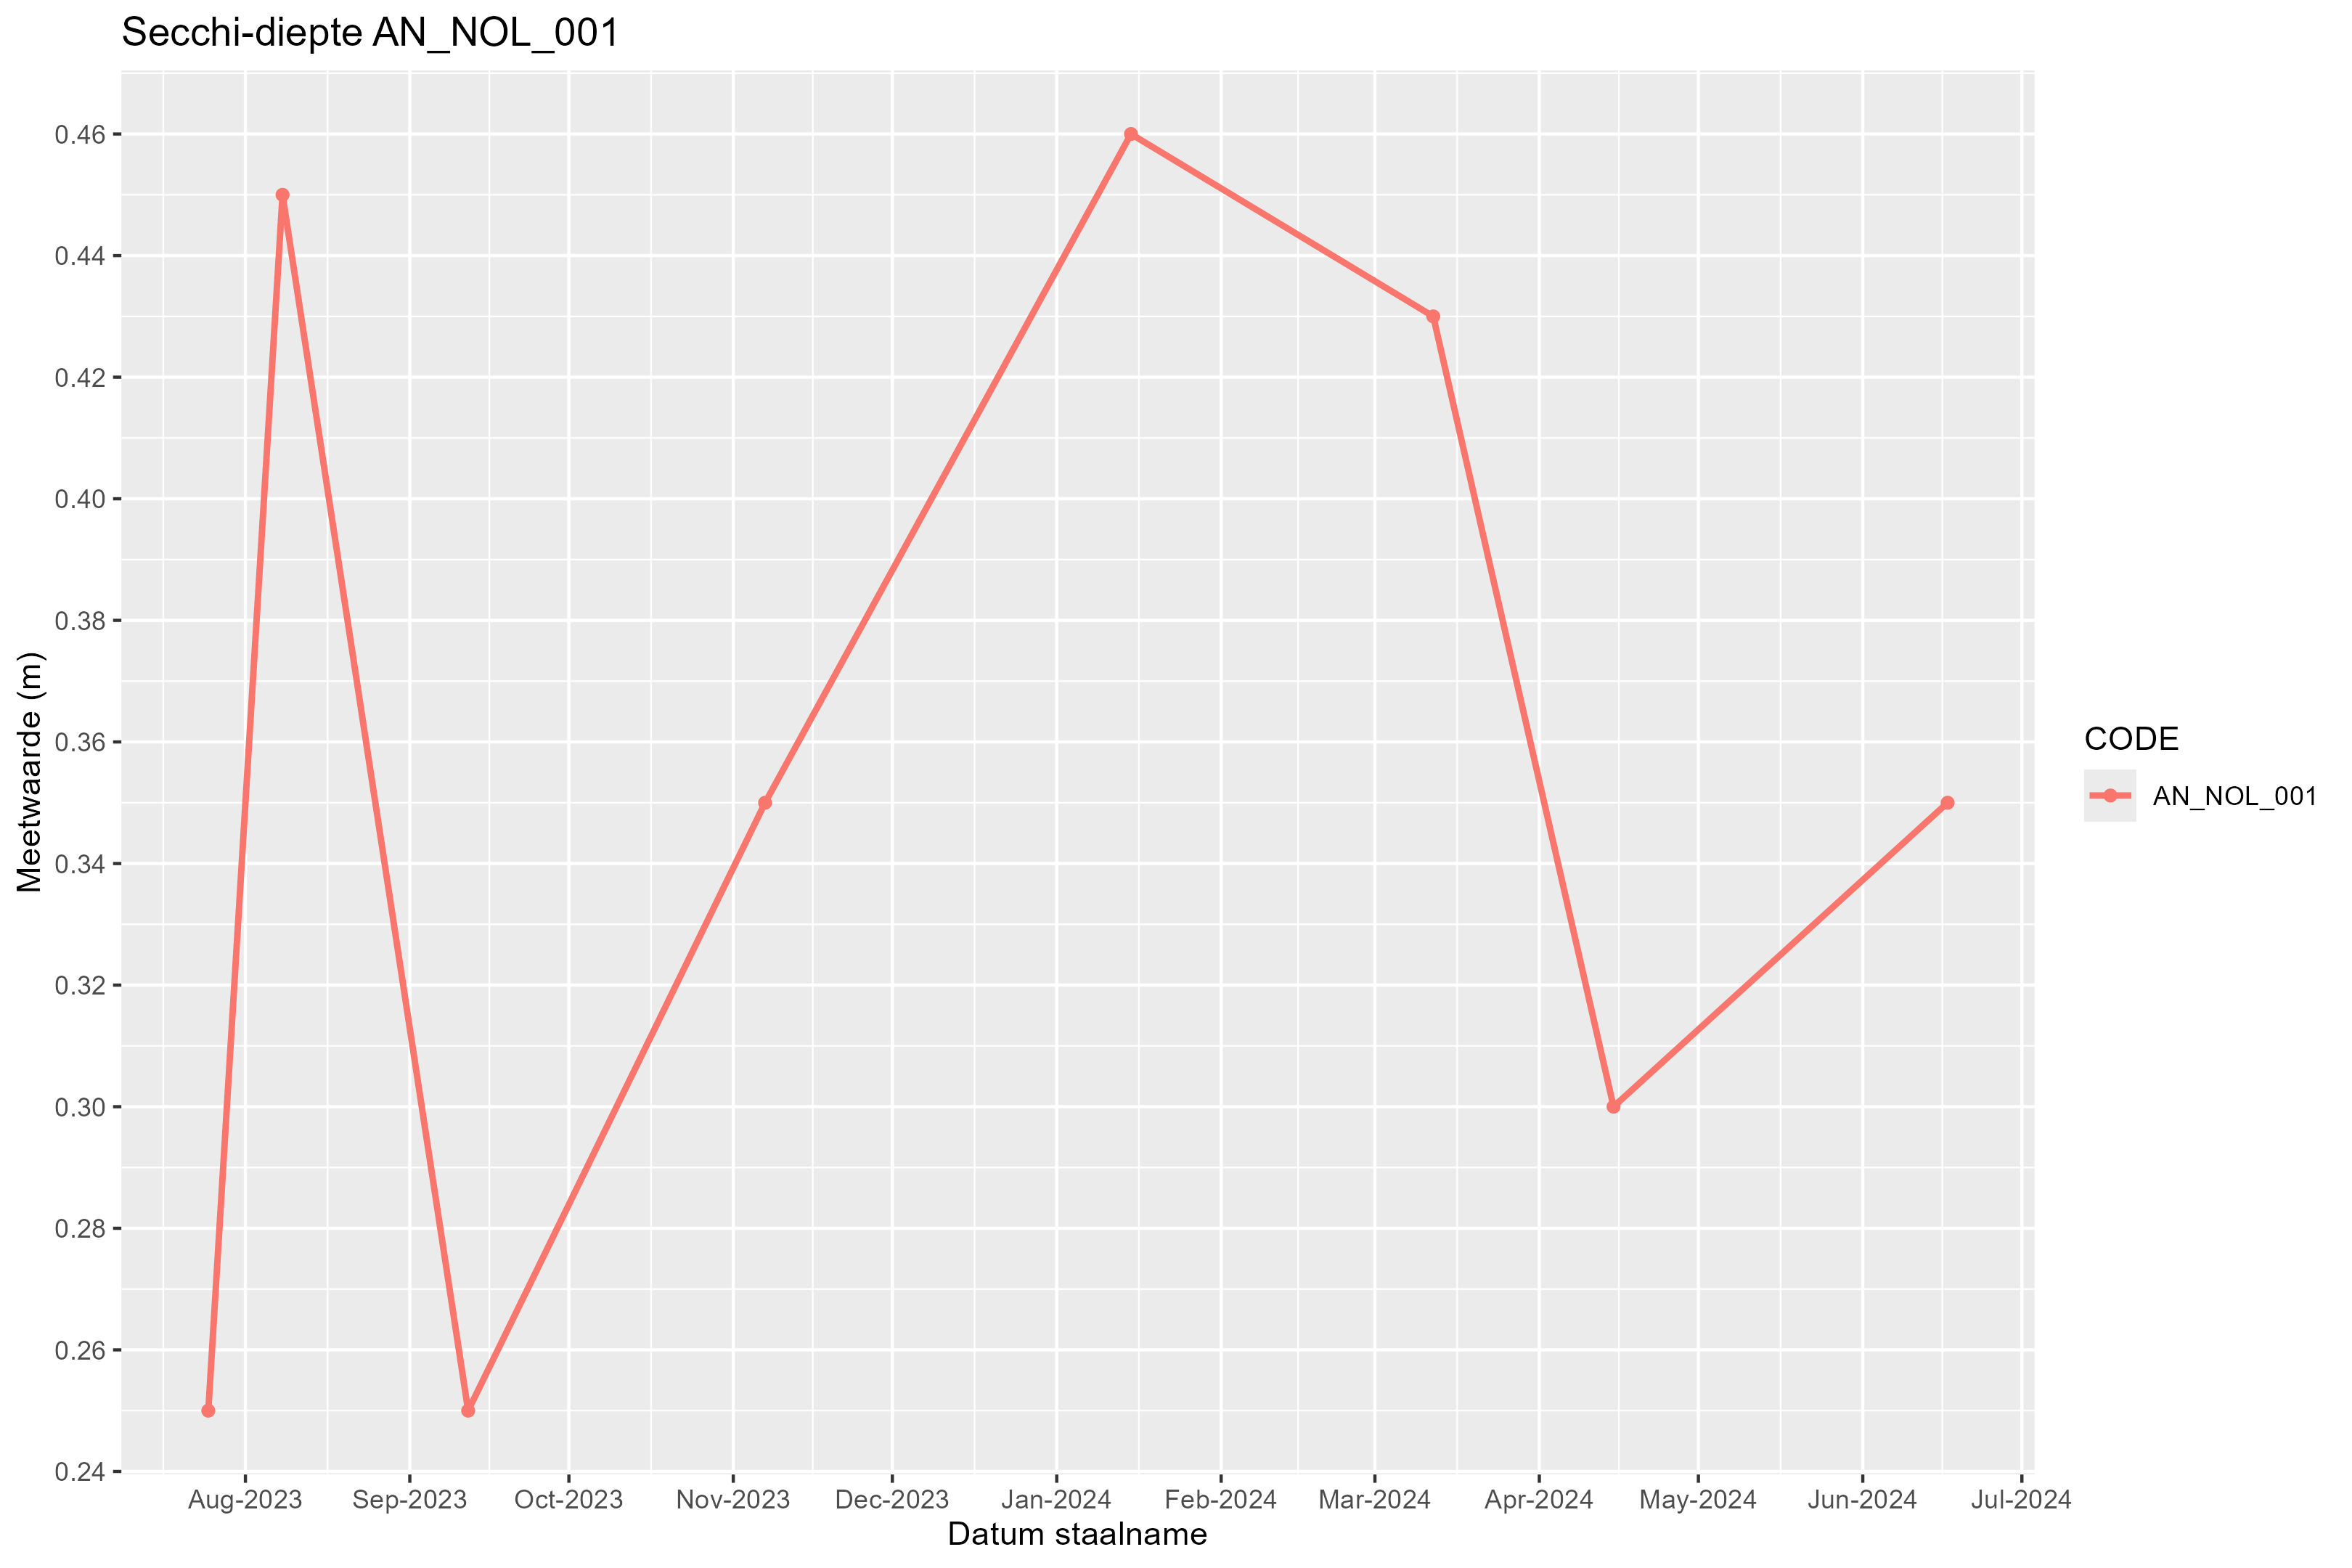 Secchi-diepte AN_NOL_001
Meetwaarde (m)
0.46
0.44
0.42
0.40
0.38
0.36
0.34
0.32
0.30
0.28
0.26
0.24
Aug-2023 Sep-2023 Oct-2023 Nov-2023 Dec-2023 Jan-2024 Feb-2024 Mar-2024 Apr-2024 May-2024 Jun-2024 Jul-2024
Datum staalname
CODE
AN_NOL_001